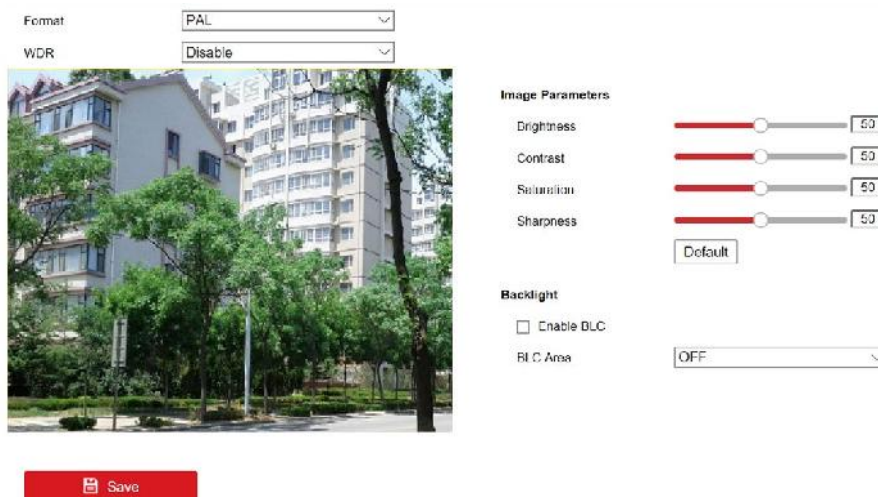 Format PAL
WDR Disable
Image Parameters
Brightness 50
Contrast 50
Saturation 50
Sharpness 50
Default
Backlight
Enable BLC
BLC Area OFF
Save